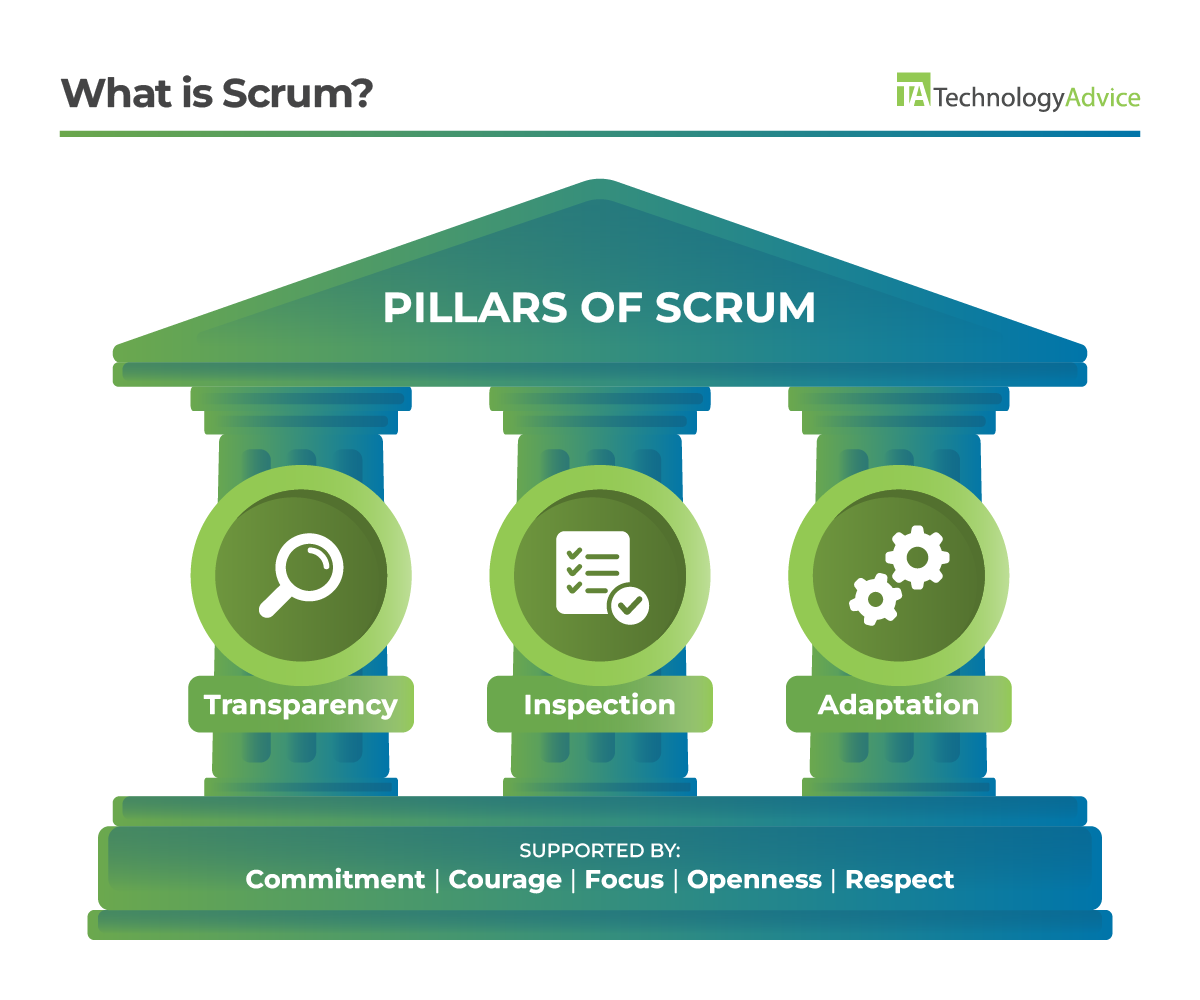 What is Scrum?
TA TechnologyAdvice
PILLARS OF SCRUM
Transparency
Inspection
Adaptation
SUPPORTED BY:
Commitment | Courage | Focus | Openness | Respect